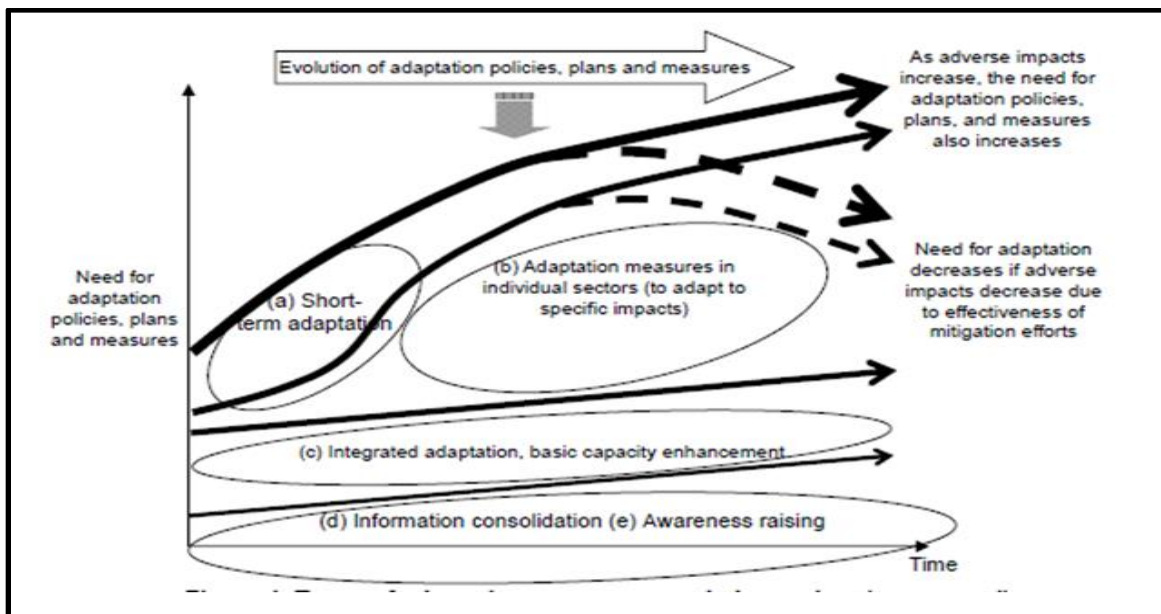 Evolution of adaptation policies, plans and measures
As adverse impacts
increase, the need for
adaptation policies,
plans, and measures
also increases
Need for
adaptation
policies, plans
and measures
(a) Short-
term adaptation
(b) Adaptation measures in
individual sectors (to adapt to
specific impacts)
Need for adaptation
decreases if adverse
impacts decrease due
to effectiveness of
mitigation efforts
(c) Integrated adaptation, basic capacity enhancement
(d) Information consolidation (e) Awareness raising
Time